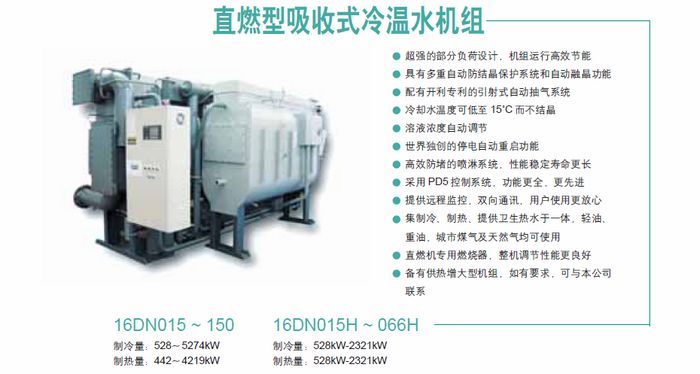 直燃型吸收式冷温水机组
超强的部分负荷设计、机组运行高效节能
具有多重自动防结晶保护系统和自动融晶功能
配有开利专利的引射式自动抽气系统
冷却水温度可低至 15°C 而不结晶
溶液浓度自动调节
世界独创的停电自动重启功能
高效防堵的喷淋系统，性能稳定寿命更长
采用 PD5 控制系统，功能更全、更先进
提供远程监控，双向通讯，用户使用更放心
集制冷、制热、提供卫生热水于一体，轻油、
重油，城市煤气及天然气均可使用
直燃机专用燃烧器，整机调节性能更良好
备有供热增大型机组，如有要求，可与本公司
联系
16DN015 ~ 150
制冷量：528～5274kW
制热量：442～4219kW
16DN015H ~ 066H
制冷量：528kW-2321kW
制热量：528kW-2321kW